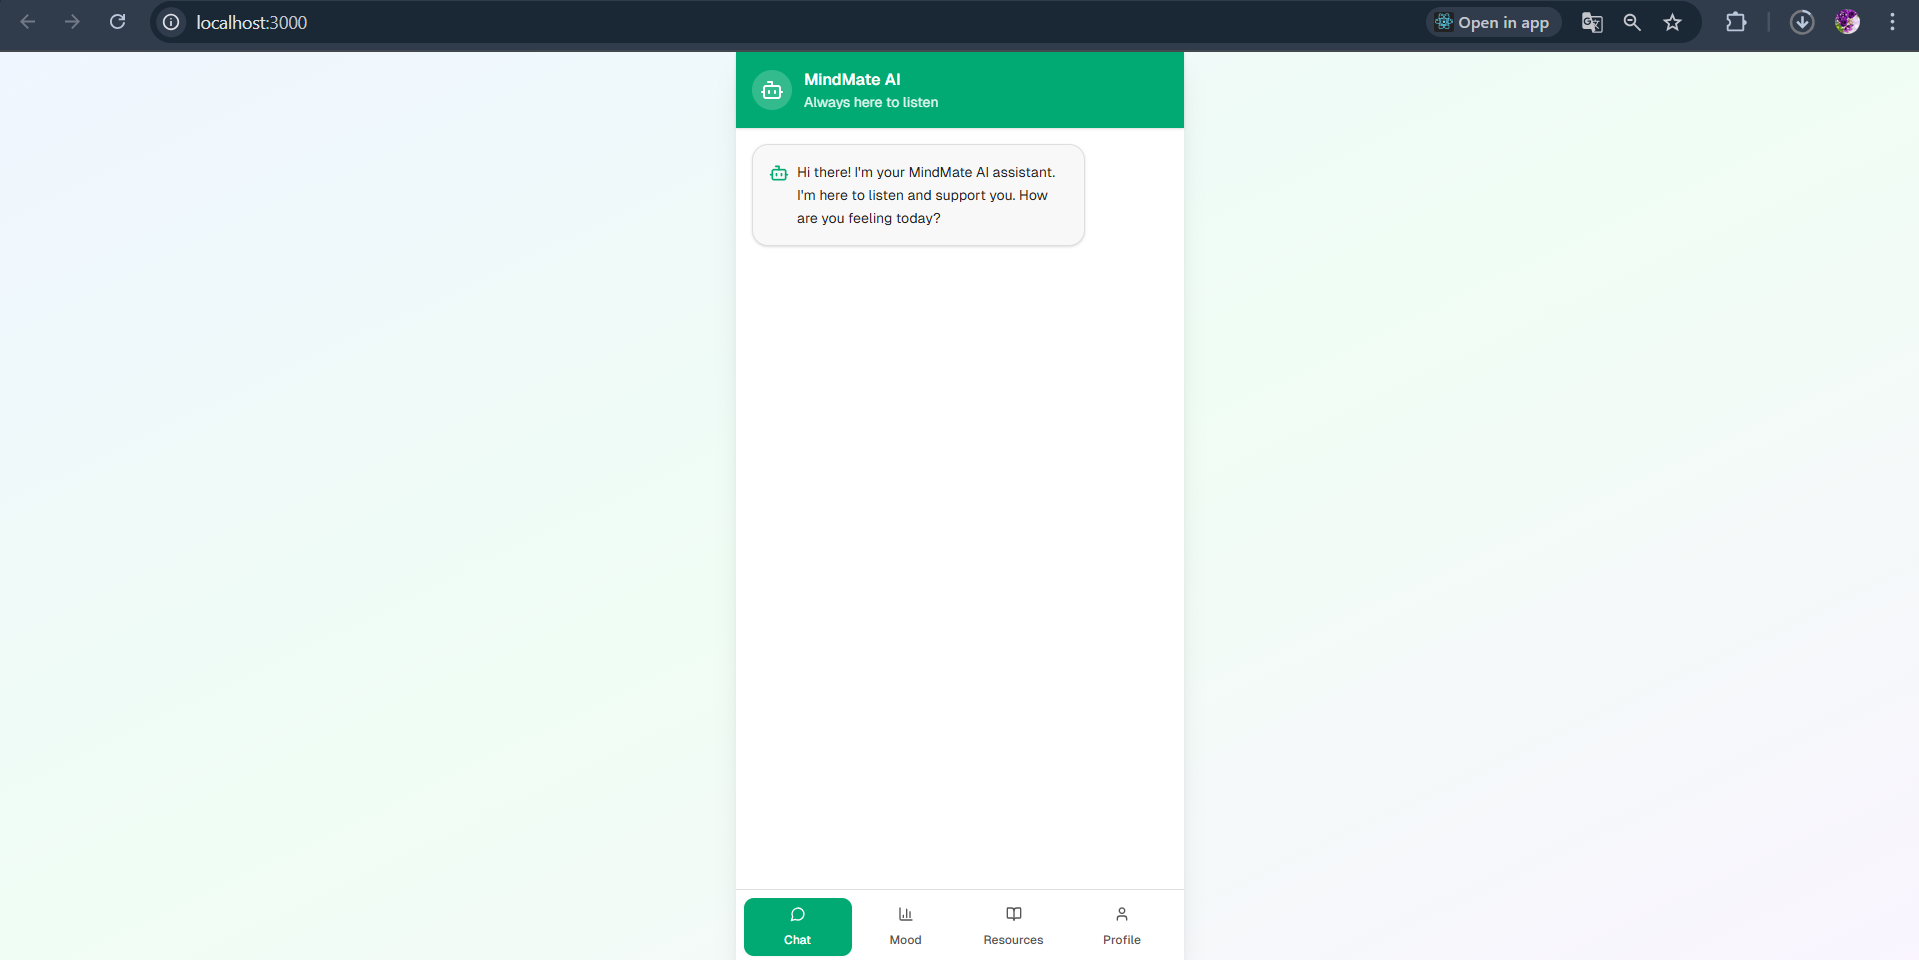 localhost:3000
Open in app
MindMate AI
Always here to listen
Hi there! I'm your MindMate AI assistant.
I'm here to listen and support you. How
are you feeling today?
Chat
Mood
Resources
Profile